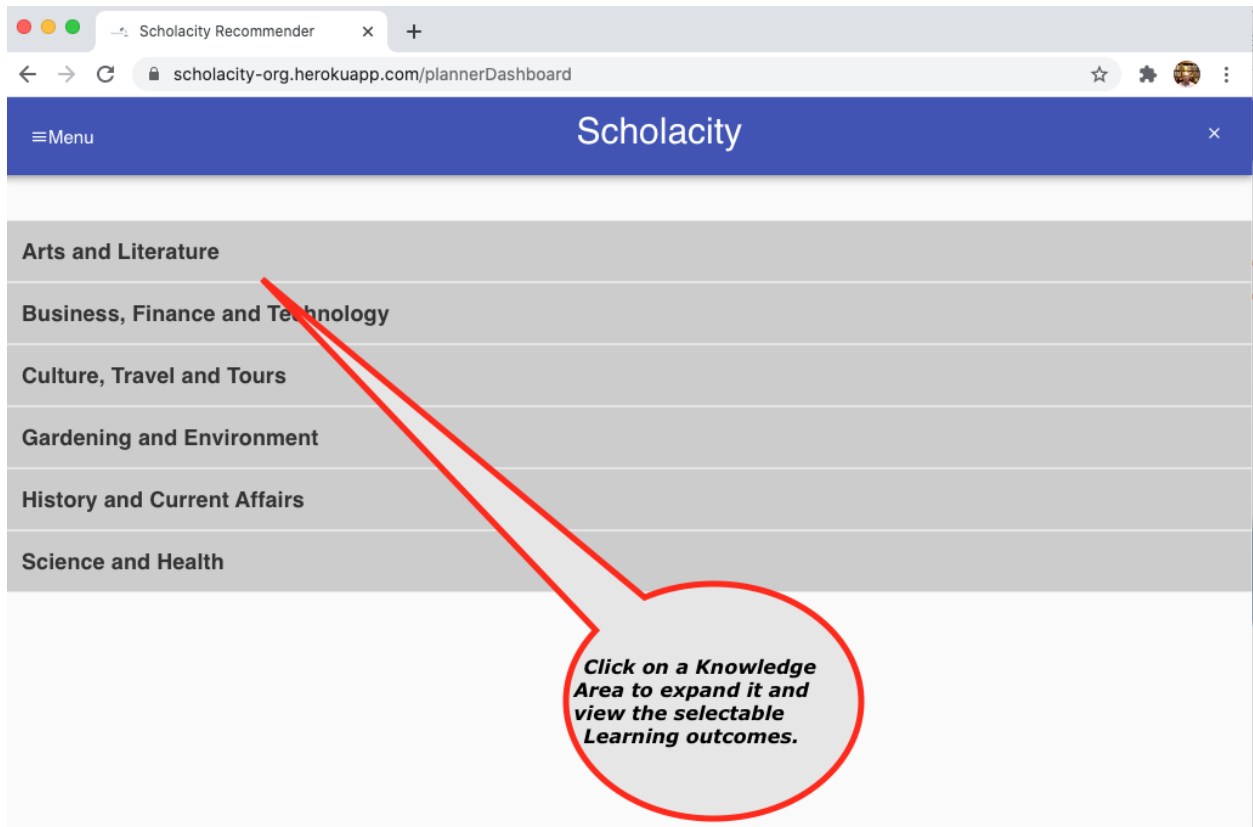 Scholacity Recommender
scholacity-org.herokuapp.com/plannerDashboard
≡Menu
Scholacity
Arts and Literature
Business, Finance and Technology
Culture, Travel and Tours
Gardening and Environment
History and Current Affairs
Science and Health
Click on a Knowledge
Area to expand it and
view the selectable
Learning outcomes.